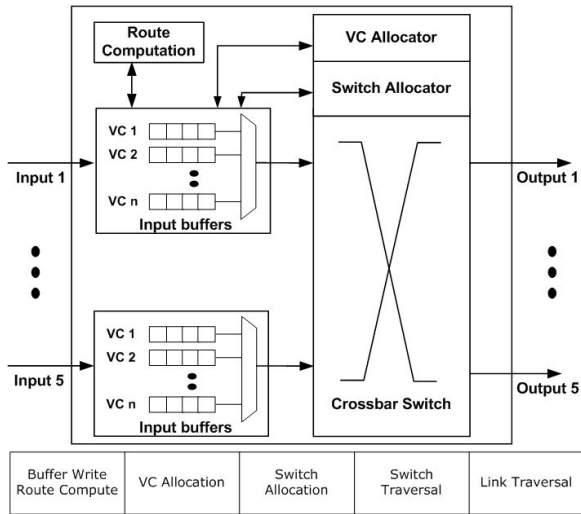 Route
Computation
VC Allocator
Switch Allocator
VC 1
VC 2
VC n
Input buffers
Input 1
Output 1
VC 1
VC 2
VC n
Input buffers
Input 5
Output 5
Crossbar Switch
Buffer Write
Route Compute
VC Allocation
Switch
Allocation
Switch
Traversal
Link Traversal